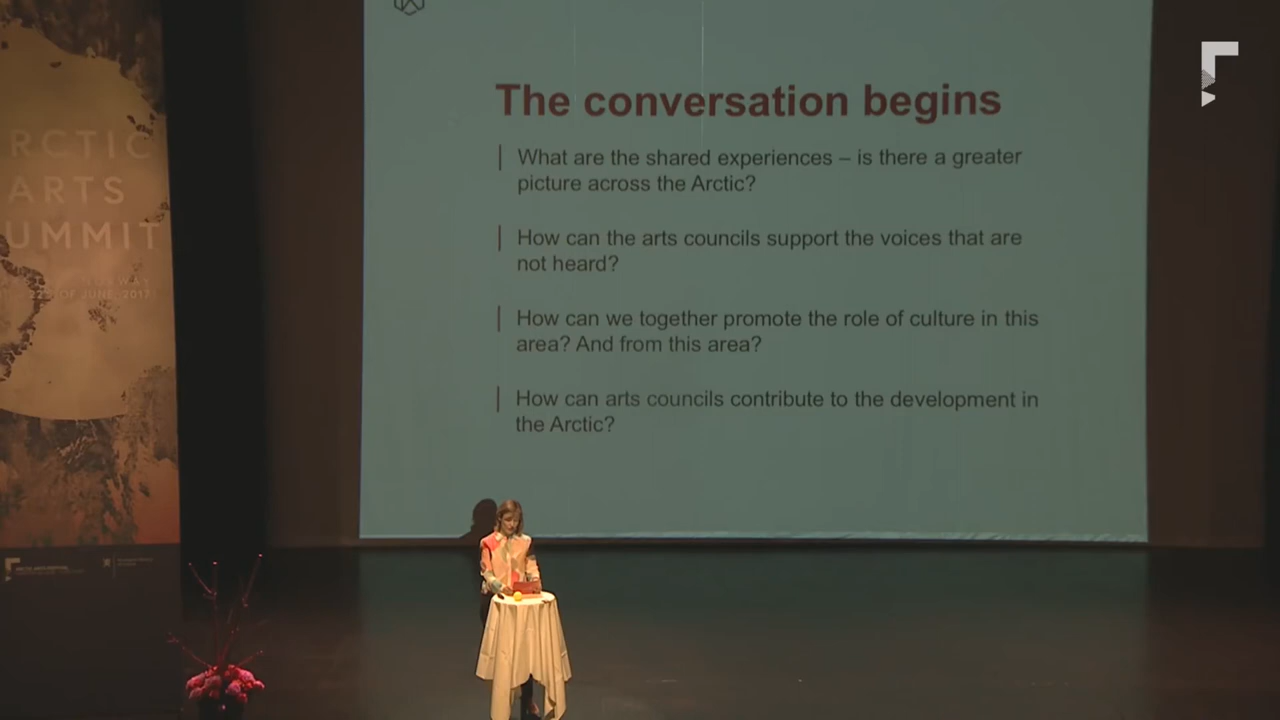 RCTIC
ARTS
UMMIT
OF JUNE, 2017
The conversation begins
What are the shared experiences – is there a greater
picture across the Arctic?
How can the arts councils support the voices that are
not heard?
How can we together promote the role of culture in this
area? And from this area?
How can arts councils contribute to the development in
the Arctic?